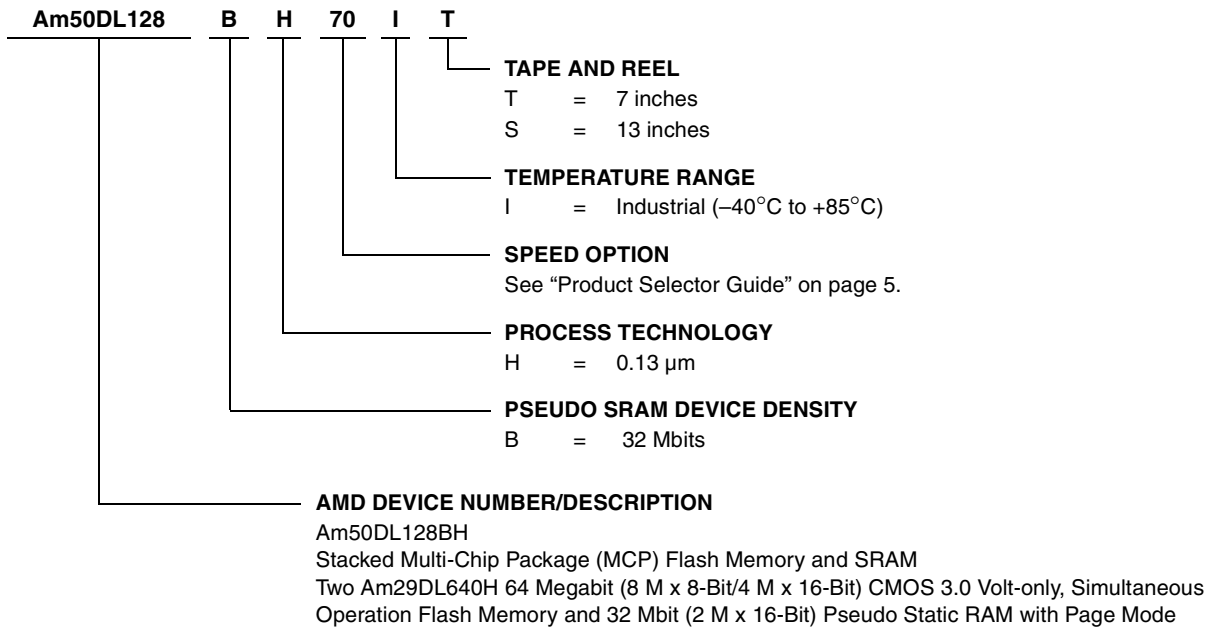 Am50DL128 B H 70 I T
TAPE AND REEL
T = 7 inches
S = 13 inches
TEMPERATURE RANGE
I = Industrial (–40°C to +85°C)
SPEED OPTION
See “Product Selector Guide” on page 5.
PROCESS TECHNOLOGY
H = 0.13 µm
PSEUDO SRAM DEVICE DENSITY
B = 32 Mbits
AMD DEVICE NUMBER/DESCRIPTION
Am50DL128BH
Stacked Multi-Chip Package (MCP) Flash Memory and SRAM
Two Am29DL640H 64 Megabit (8 M x 8-Bit/4 M x 16-Bit) CMOS 3.0 Volt-only, Simultaneous
Operation Flash Memory and 32 Mbit (2 M x 16-Bit) Pseudo Static RAM with Page Mode